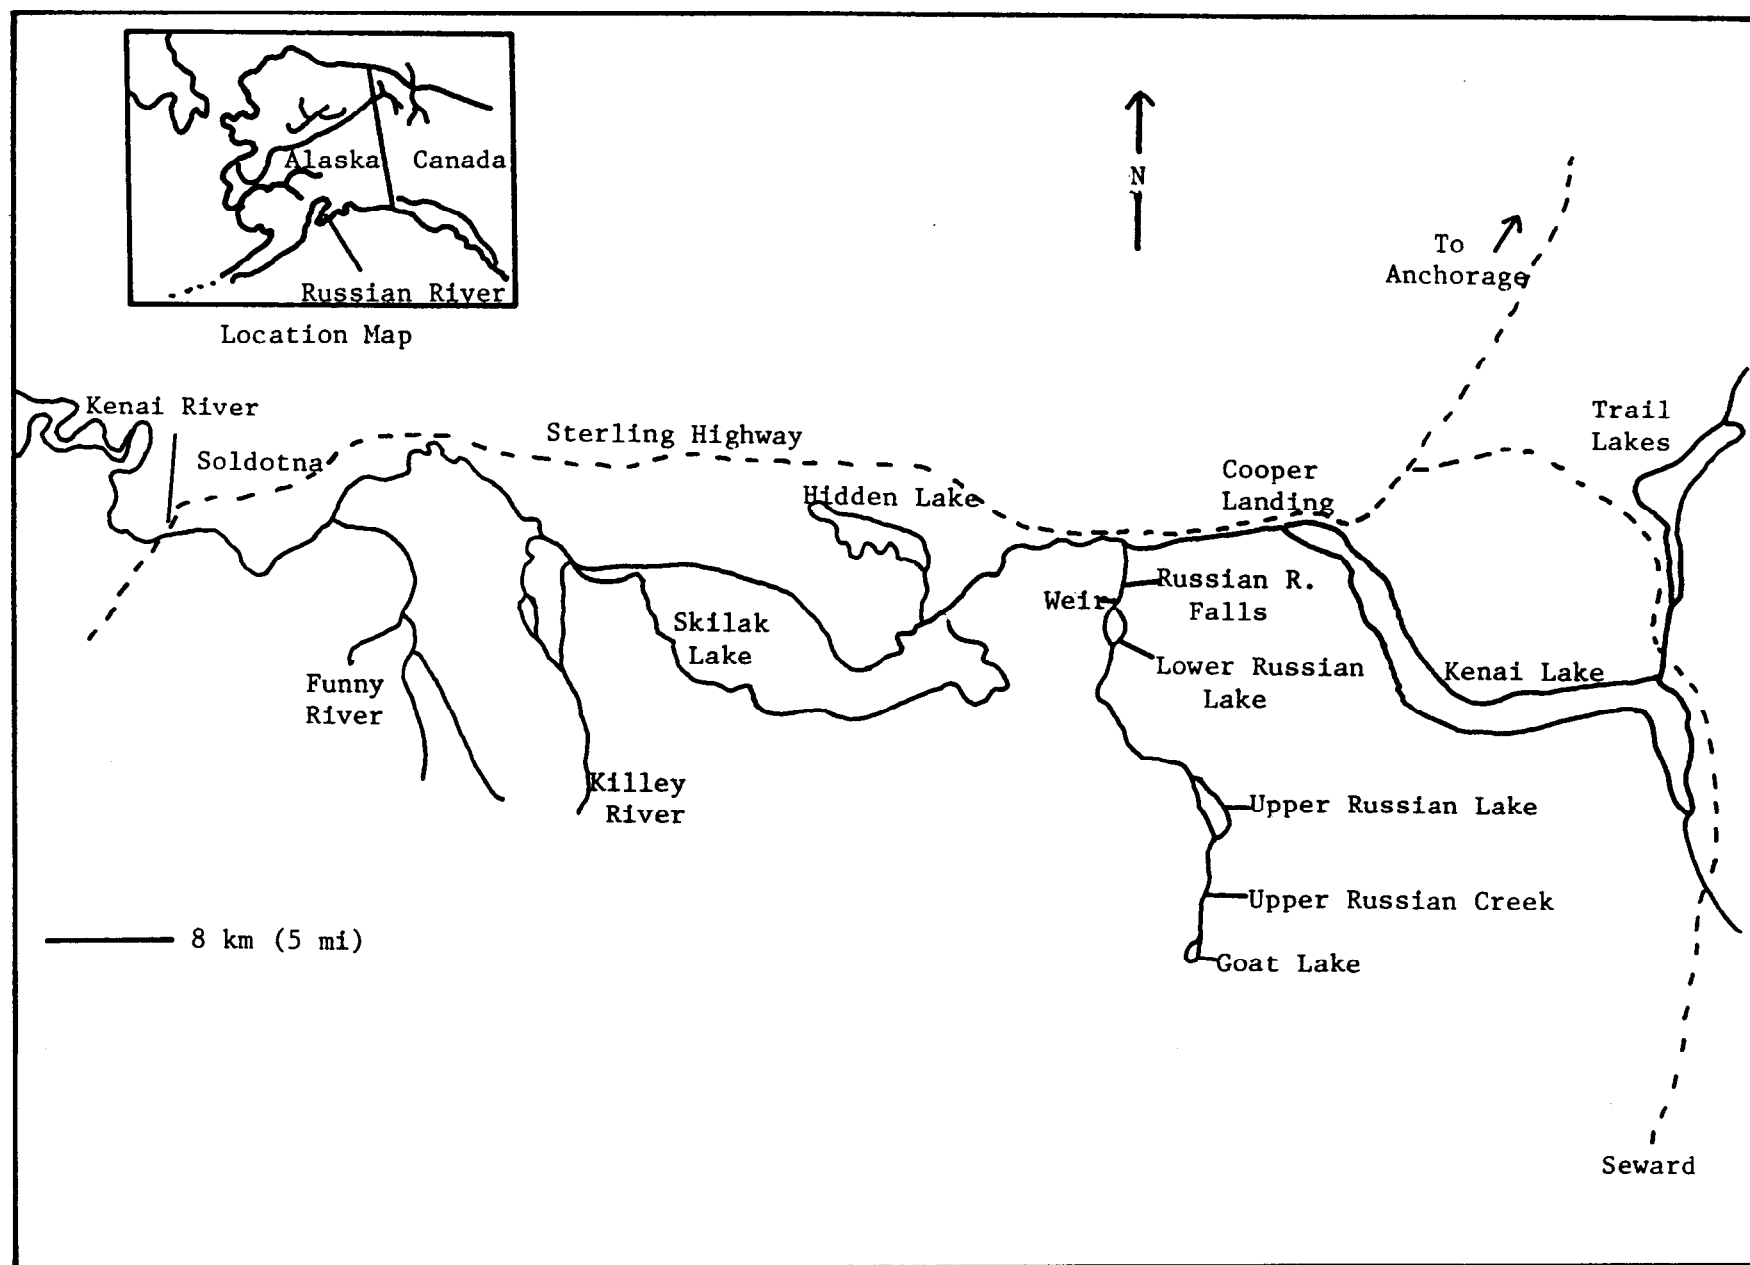 Alaska Canada
Russian River
Location Map
N
To
Anchorage
Kenai River
Soldotna
Sterling Highway
Hidden Lake
Cooper
Landing
Trail
Lakes
Weir
Russian R.
Falls
Skilak
Lake
Lower Russian
Lake
Kenai Lake
Funny
River
Killey
River
Upper Russian Lake
Upper Russian Creek
8 km (5 mi)
Goat Lake
Seward